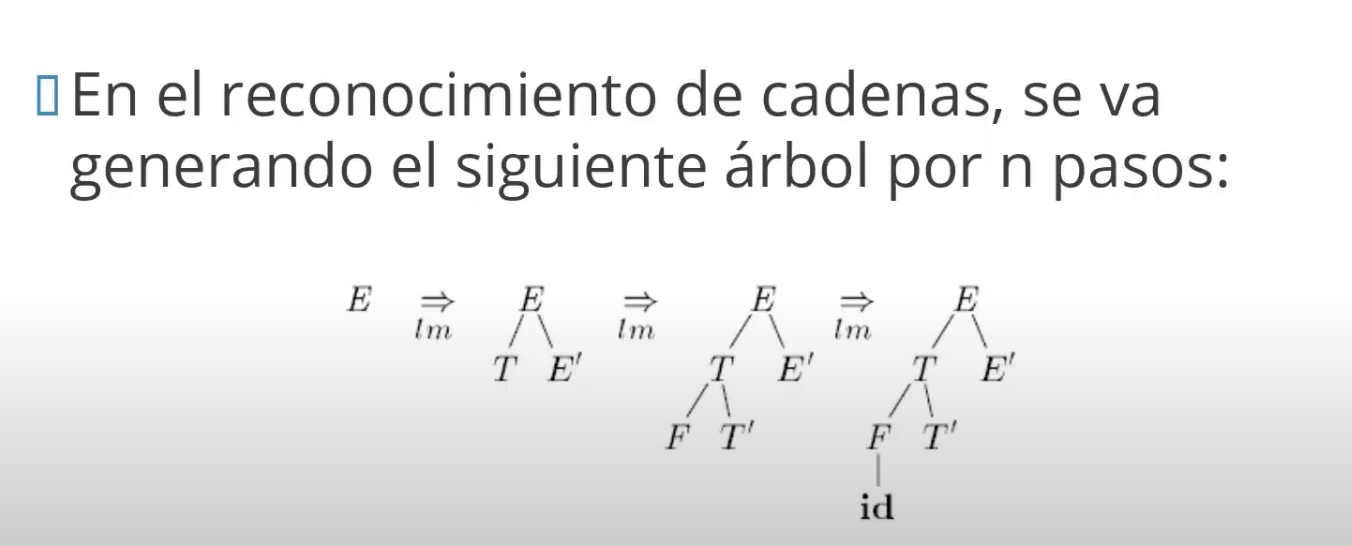 En el reconocimiento de cadenas, se va
generando el siguiente árbol por n pasos:
E ⇒ E ⇒ E ⇒ E
lm lm lm
T E' T E' T E'
F T' F T'
id